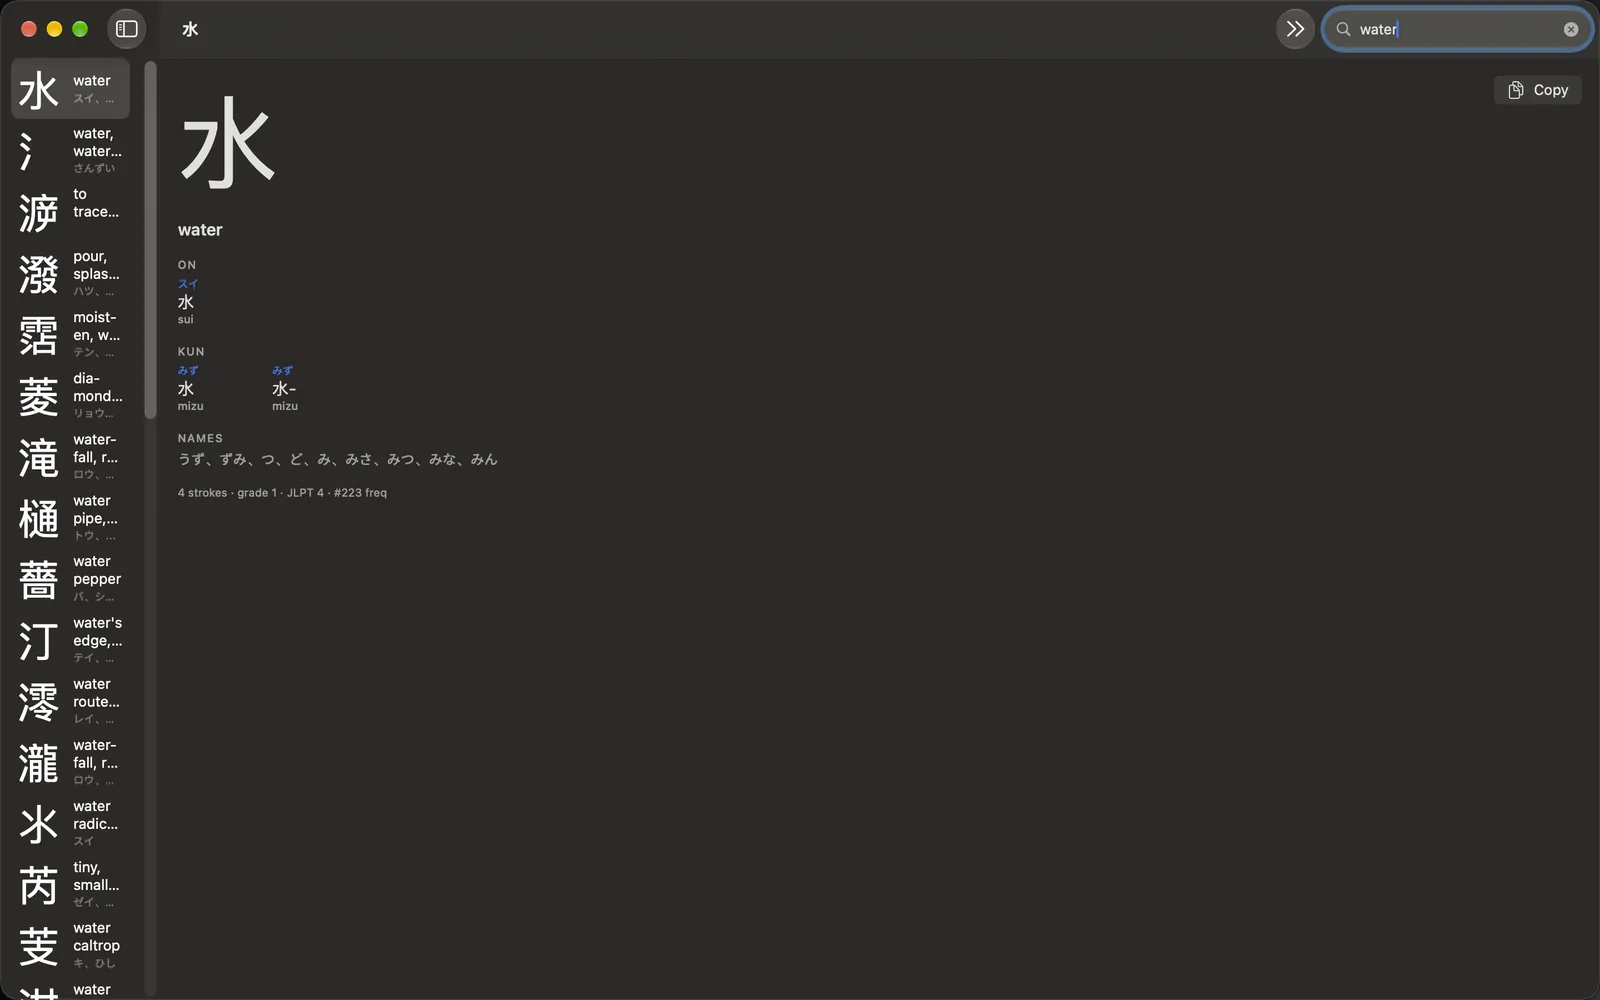 水
water
水
water
スイ、...
Copy
氵
water,
water...
さんずい
泝
to
trace...
潑
pour,
splas...
ハツ、...
霑
moist-
en, w...
テン、...
菱
dia-
mond...
リョウ...
滝
water-
fall, r...
ロウ、...
樋
water
pipe,...
トウ、...
薔
water
pepper
バ、シ...
汀
water's
edge,...
テイ、...
澪
water
route...
レイ、...
瀧
water-
fall, r...
ロウ、...
氺
water
radic...
スイ
芮
tiny,
small...
ゼイ、...
芰
water
caltrop
キ、ひし
water
水
water
ON
スイ
水
sui
KUN
みず みず
水 水-
mizu mizu
NAMES
うず、ずみ、つ、ど、み、みさ、みつ、みな、みん
4 strokes · grade 1 · JLPT 4 · #223 freq